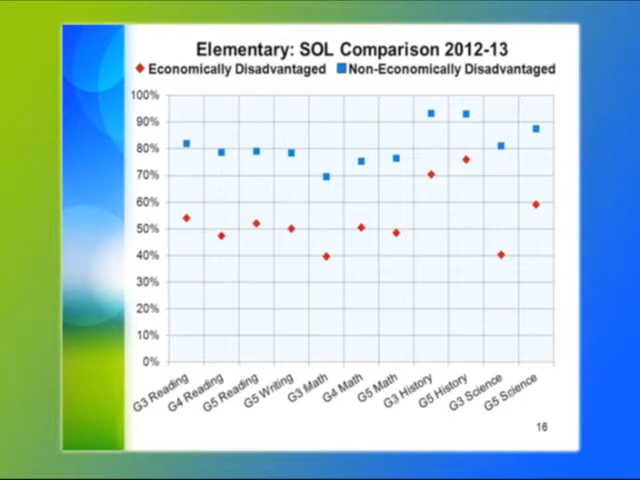 Elementary: SOL Comparison 2012-13
Economically Disadvantaged Non-Economically Disadvantaged
100%
90%
80%
70%
60%
50%
40%
30%
20%
10%
0%
G3 Reading
G4 Reading
G5 Reading
G5 Writing
G3 Math
G4 Math
G5 Math
G3 History
G5 History
G3 Science
G5 Science
16